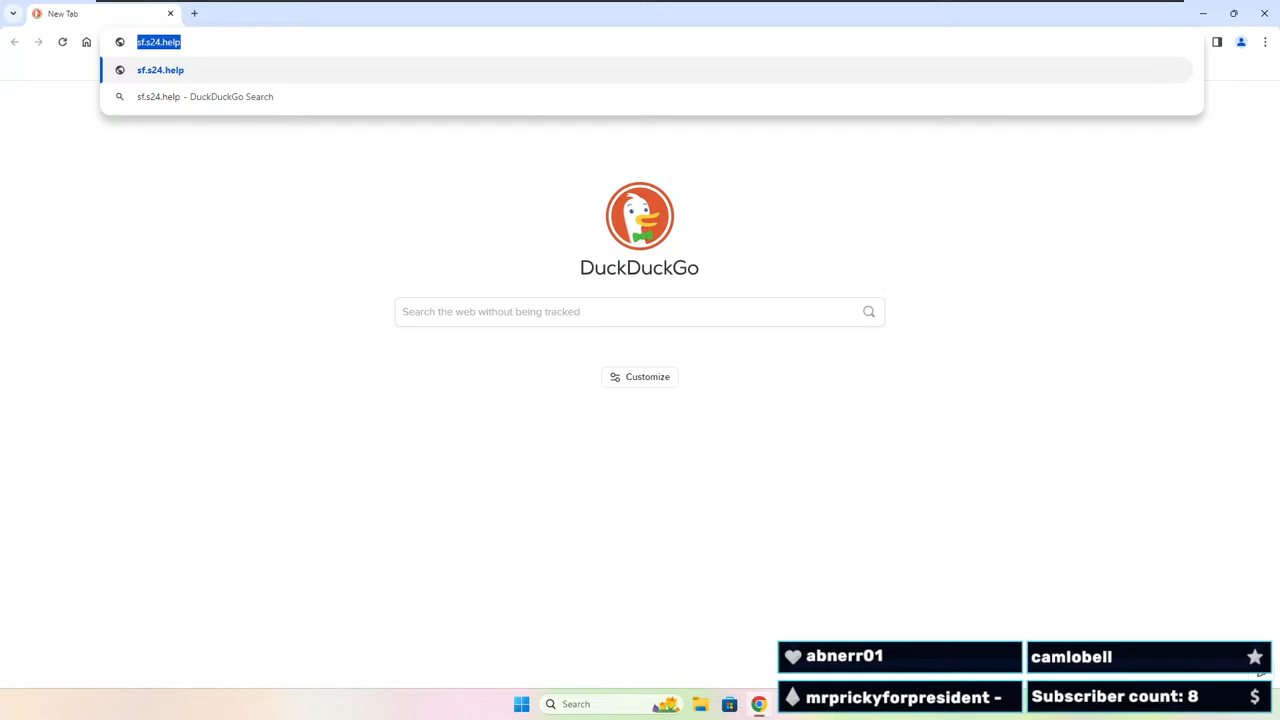 New Tab
sf.s24.help
sf.s24.help
sf.s24.help - DuckDuckGo Search
DuckDuckGo
Search the web without being tracked
Customize
abnerr01
camlobell
mrprickyforpresident -
Subscriber count: 8
$
Search